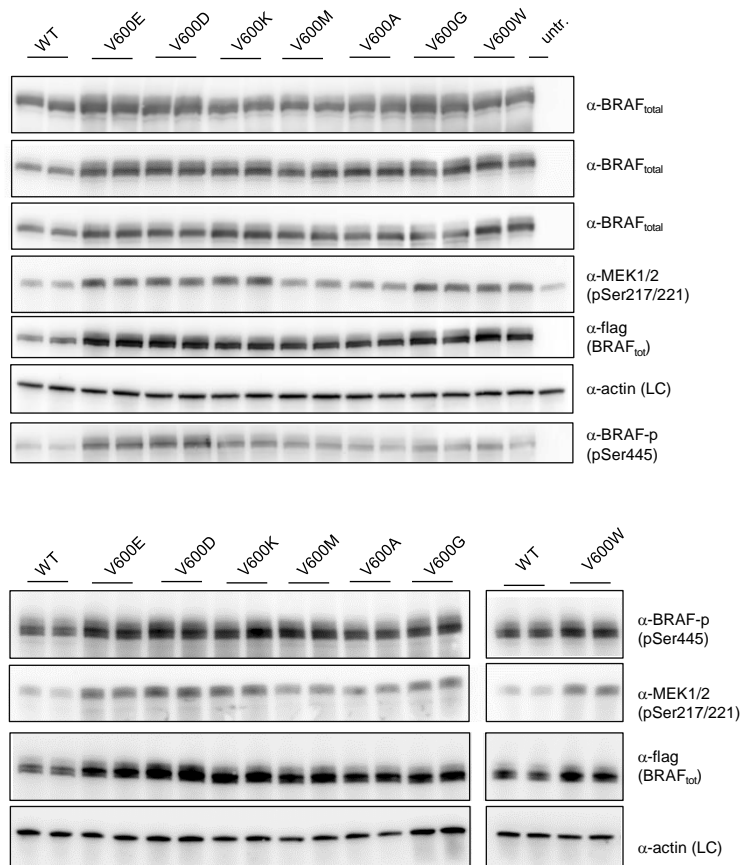 WT V600E V600D V600K V600M V600A V600G V600W untr.
α-BRAFtotal
α-BRAFtotal
α-BRAFtotal
α-MEK1/2
(pSer217/221)
α-flag
(BRAFtot)
α-actin (LC)
α-BRAF-p
(pSer445)
WT V600E V600D V600K V600M V600A V600G WT V600W
α-BRAF-p
(pSer445)
α-MEK1/2
(pSer217/221)
α-flag
(BRAFtot)
α-actin (LC)